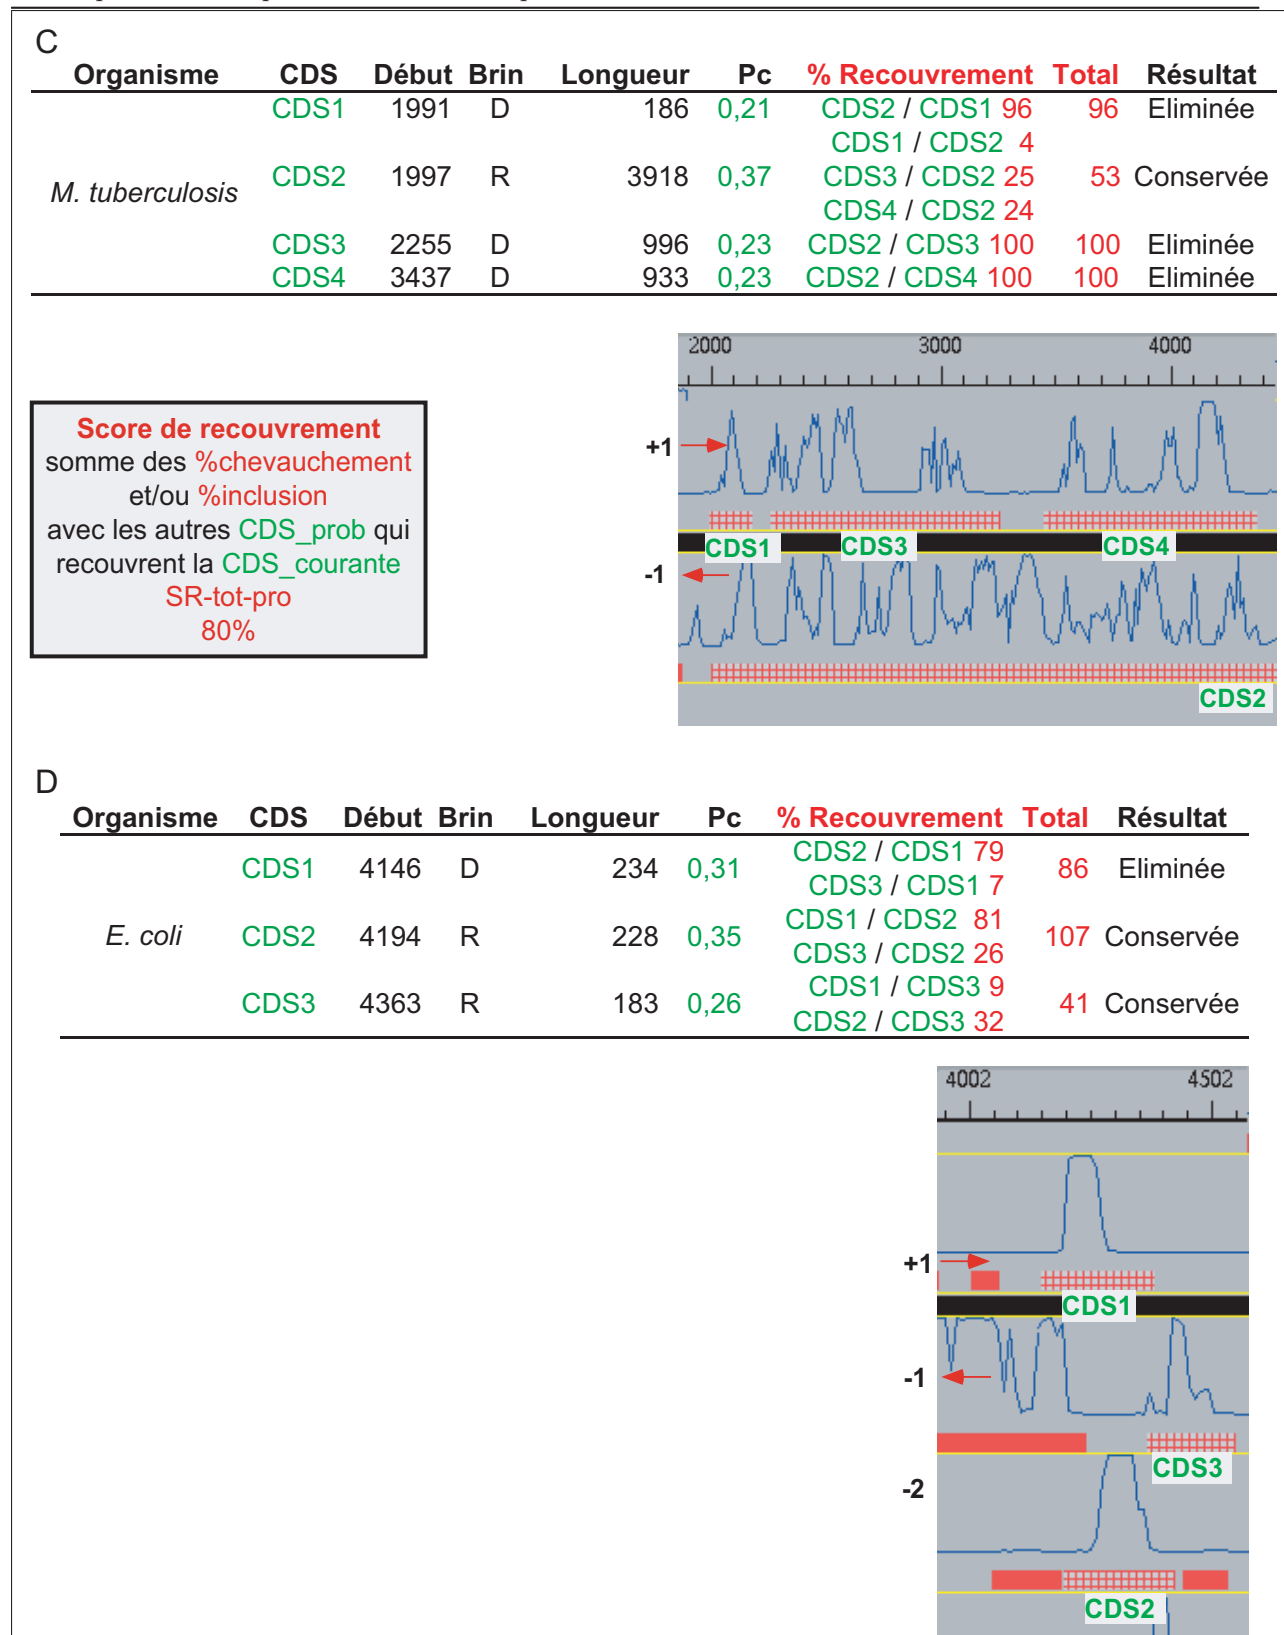 C
Organisme CDS Début Brin Longueur Pc % Recouvrement Total Résultat
CDS1 1991 D 186 0,21 CDS2 / CDS1 96 96 Eliminée
CDS1 / CDS2 4
M. tuberculosis CDS2 1997 R 3918 0,37 CDS3 / CDS2 25 53 Conservée
CDS4 / CDS2 24
CDS3 2255 D 996 0,23 CDS2 / CDS3 100 100 Eliminée
CDS4 3437 D 933 0,23 CDS2 / CDS4 100 100 Eliminée
Score de recouvrement
somme des %chevauchement
et/ou %inclusion
avec les autres CDS_prob qui
recouvrent la CDS_courante
SR-tot-pro
80%
2000 3000 4000
+1
CDS1 CDS3 CDS4
-1
CDS2
D
Organisme CDS Début Brin Longueur Pc % Recouvrement Total Résultat
CDS1 4146 D 234 0,31 CDS2 / CDS1 79 86 Eliminée
CDS3 / CDS1 7
E. coli CDS2 4194 R 228 0,35 CDS1 / CDS2 81 107 Conservée
CDS3 / CDS2 26
CDS3 4363 R 183 0,26 CDS1 / CDS3 9 41 Conservée
CDS2 / CDS3 32
4002 4502
+1
CDS1
-1
CDS3
-2
CDS2